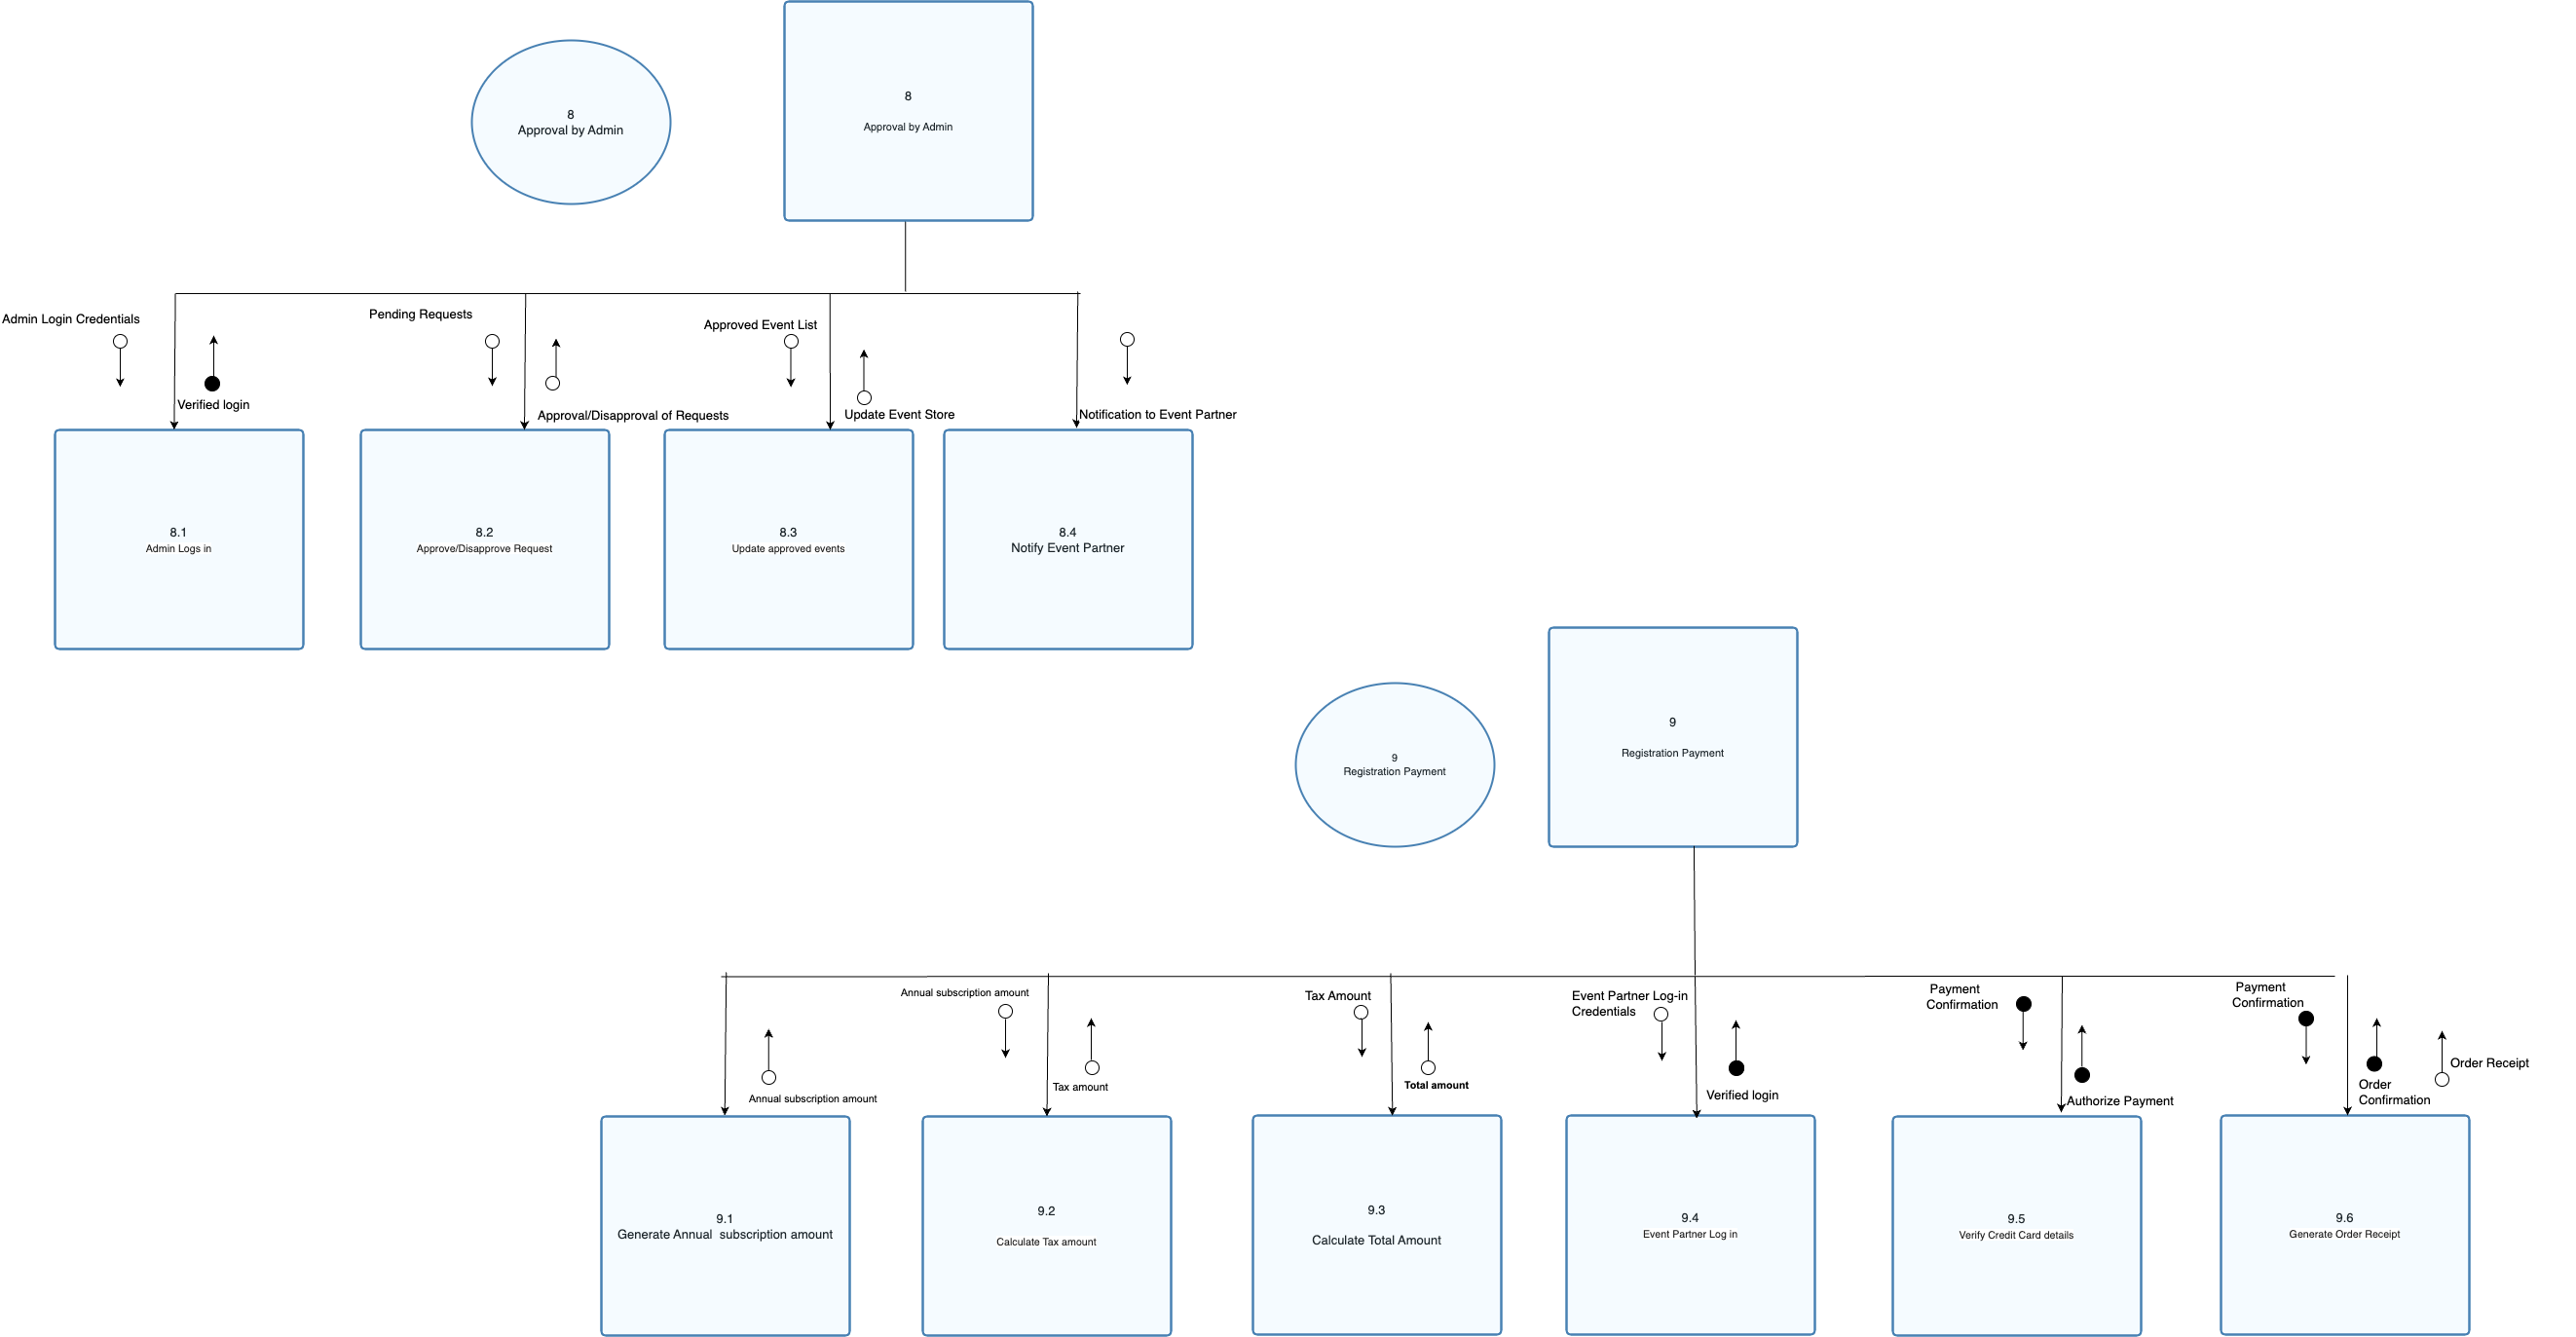 8
Approval by Admin
8
Approval by Admin
Admin Login Credentials
Pending Requests
Approved Event List
Verified login
Approval/Disapproval of Requests
Update Event Store
Notification to Event Partner
8.1
Admin Logs in
8.2
Approve/Disapprove Request
8.3
Update approved events
8.4
Notify Event Partner
9
Registration Payment
9
Registration Payment
Annual subscription amount
Annual subscription amount
Tax amount
Tax Amount
Total amount
Event Partner Log-in
Credentials
Verified login
Payment
Confirmation
Authorize Payment
Payment
Confirmation
Order
Confirmation
Order Receipt
9.1
Generate Annual  subscription amount
9.2
Calculate Tax amount
9.3
Calculate Total Amount
9.4
Event Partner Log in
9.5
Verify Credit Card details
9.6
Generate Order Receipt